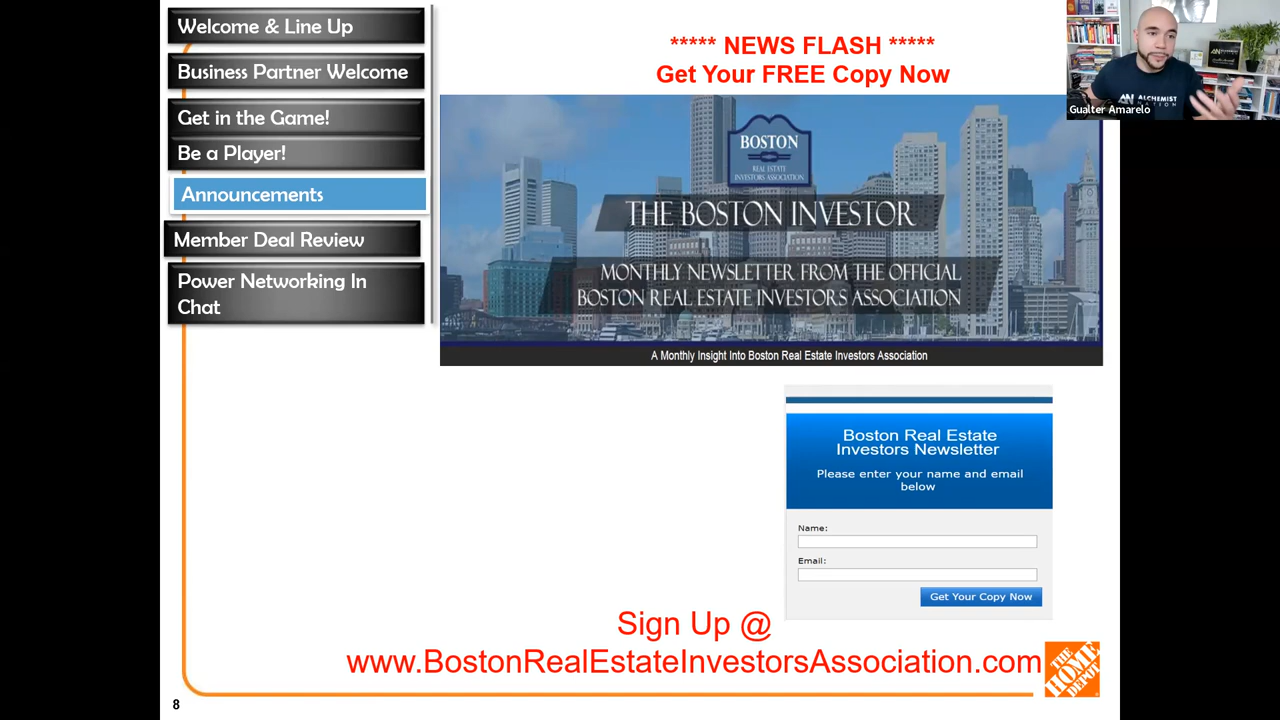 Welcome & Line Up
Business Partner Welcome
Get in the Game!
Be a Player!
Announcements
Member Deal Review
Power Networking In
Chat
***** NEWS FLASH *****
Get Your FREE Copy Now
BOSTON
REAL ESTATE
INVESTORS ASSOCIATION
THE BOSTON INVESTOR
MONTHLY NEWSLETTER FROM THE OFFICIAL
BOSTON REAL ESTATE INVESTORS ASSOCIATION
A Monthly Insight Into Boston Real Estate Investors Association
ALCHEMIST
NATION
Gualter Amarelo
Boston Real Estate
Investors Newsletter
Please enter your name and email
below
Name:
Email:
Get Your Copy Now
Sign Up @
www.BostonRealEstateInvestorsAssociation.com
THE
HOME
DEPOT
8